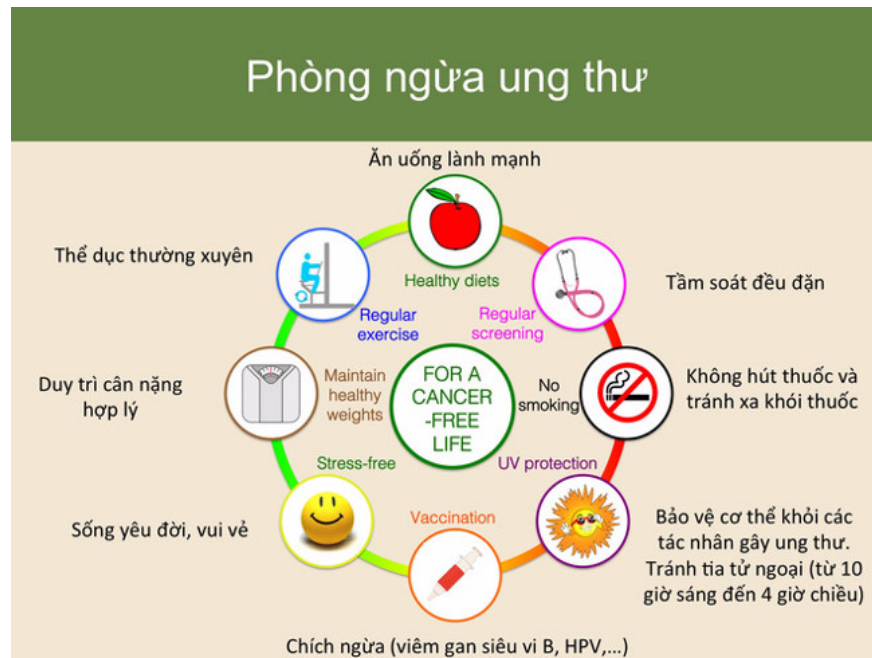 Phòng ngừa ung thư
Ăn uống lành mạnh
Healthy diets
Thể dục thường xuyên
Regular
exercise
Regular
screening
Tầm soát đều đặn
Duy trì cân nặng
hợp lý
Maintain
healthy
weights
FOR A
CANCER
-FREE
LIFE
No
smoking
Không hút thuốc và
tránh xa khói thuốc
Stress-free
UV protection
Sống yêu đời, vui vẻ
Vaccination
Bảo vệ cơ thể khỏi các
tác nhân gây ung thư.
Tránh tia tử ngoại (từ 10
giờ sáng đến 4 giờ chiều)
Chích ngừa (viêm gan siêu vi B, HPV,...)